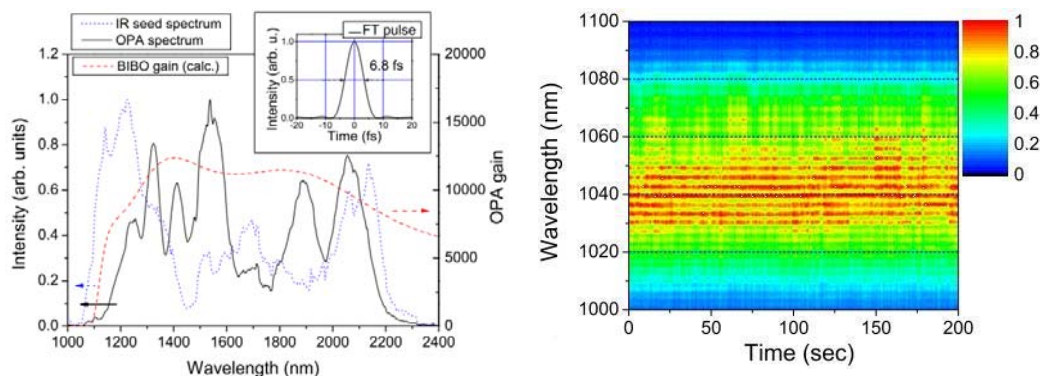 IR seed spectrum
OPA spectrum
BIBO gain (calc.)
FT pulse
6.8 fs
Intensity (arb. u.)
1.0
0.5
0.0
-20 -10 0 10 20
Time (fs)
Intensity (arb. units)
1.2
1.0
0.8
0.6
0.4
0.2
0.0
20000
15000
10000
5000
0
OPA gain
1000 1200 1400 1600 1800 2000 2200 2400
Wavelength (nm)
Wavelength (nm)
1100
1080
1060
1040
1020
1000
0 50 100 150 200
Time (sec)
1
0.8
0.6
0.4
0.2
0